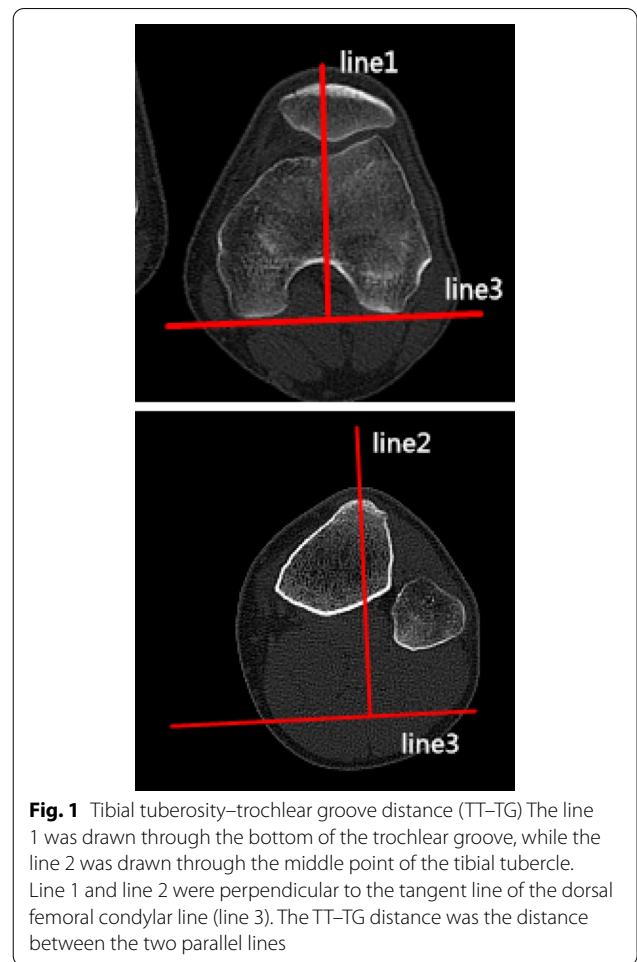 line1
line3
line2
line3
Fig. 1 Tibial tuberosity–trochlear groove distance (TT–TG) The line
1 was drawn through the bottom of the trochlear groove, while the
line 2 was drawn through the middle point of the tibial tubercle.
Line 1 and line 2 were perpendicular to the tangent line of the dorsal
femoral condylar line (line 3). The TT–TG distance was the distance
between the two parallel lines